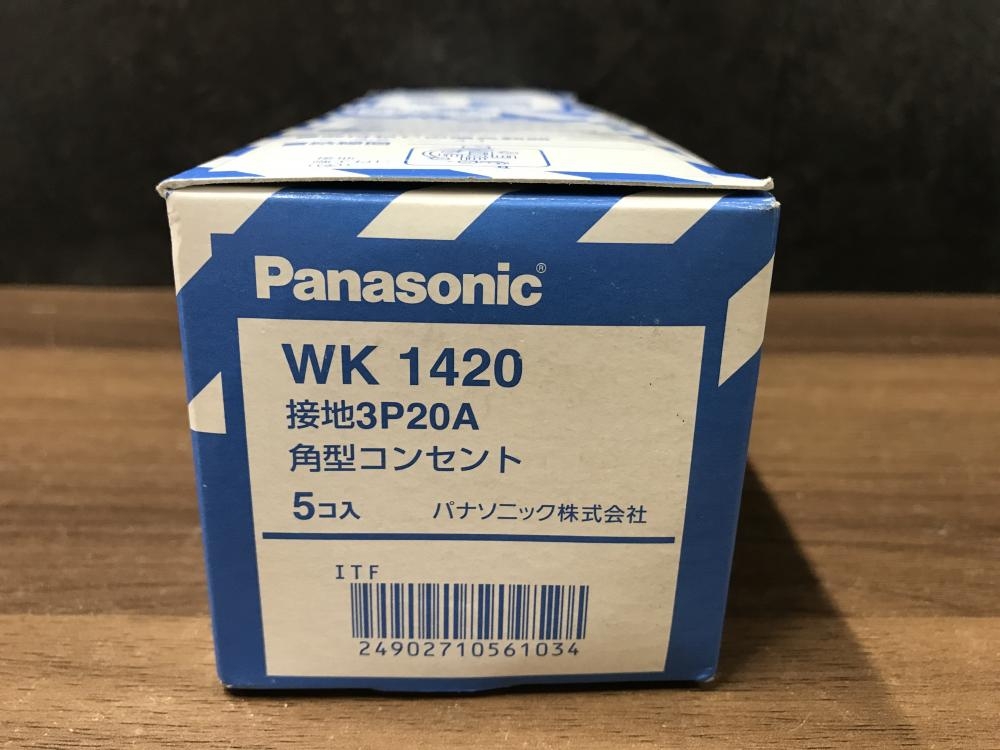 Panasonic®
WK 1420
接地3P20A
角型コンセント
5コ入 パナソニック株式会社
ITF
24902710561034